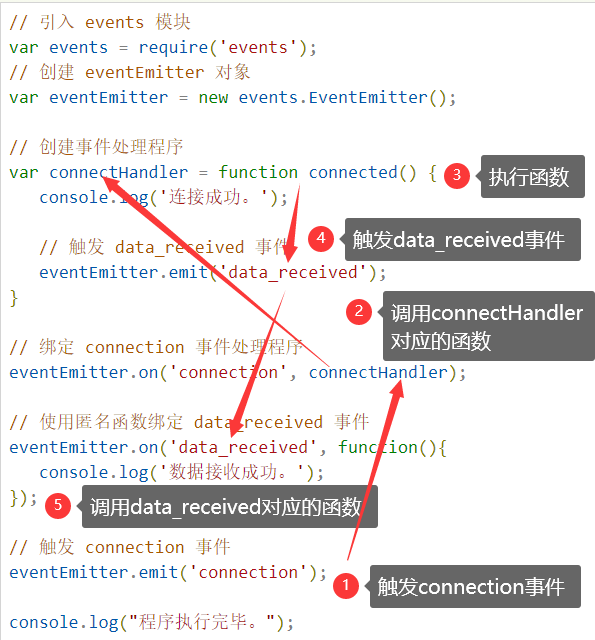 // 引入 events 模块
var events = require('events');
// 创建 eventEmitter 对象
var eventEmitter = new events.EventEmitter();
// 创建事件处理程序
var connectHandler = function connected() {
3 执行函数
console.log('连接成功。');
4 触发data_received事件
// 触发 data_received 事件
eventEmitter.emit('data_received');
}
2 调用connectHandler
对应的函数
// 绑定 connection 事件处理程序
eventEmitter.on('connection', connectHandler);
// 使用匿名函数绑定 data_received 事件
eventEmitter.on('data_received', function(){
console.log('数据接收成功。');
});
5 调用data_received对应的函数
// 触发 connection 事件
eventEmitter.emit('connection');
1 触发connection事件
console.log("程序执行完毕。");